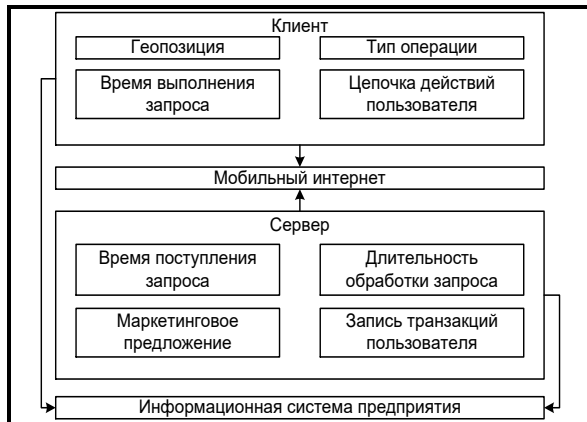 Клиент
Геопозиция
Тип операции
Время выполнения
запроса
Цепочка действий
пользователя
Мобильный интернет
Сервер
Время поступления
запроса
Длительность
обработки запроса
Маркетинговое
предложение
Запись транзакций
пользователя
Информационная система предприятия